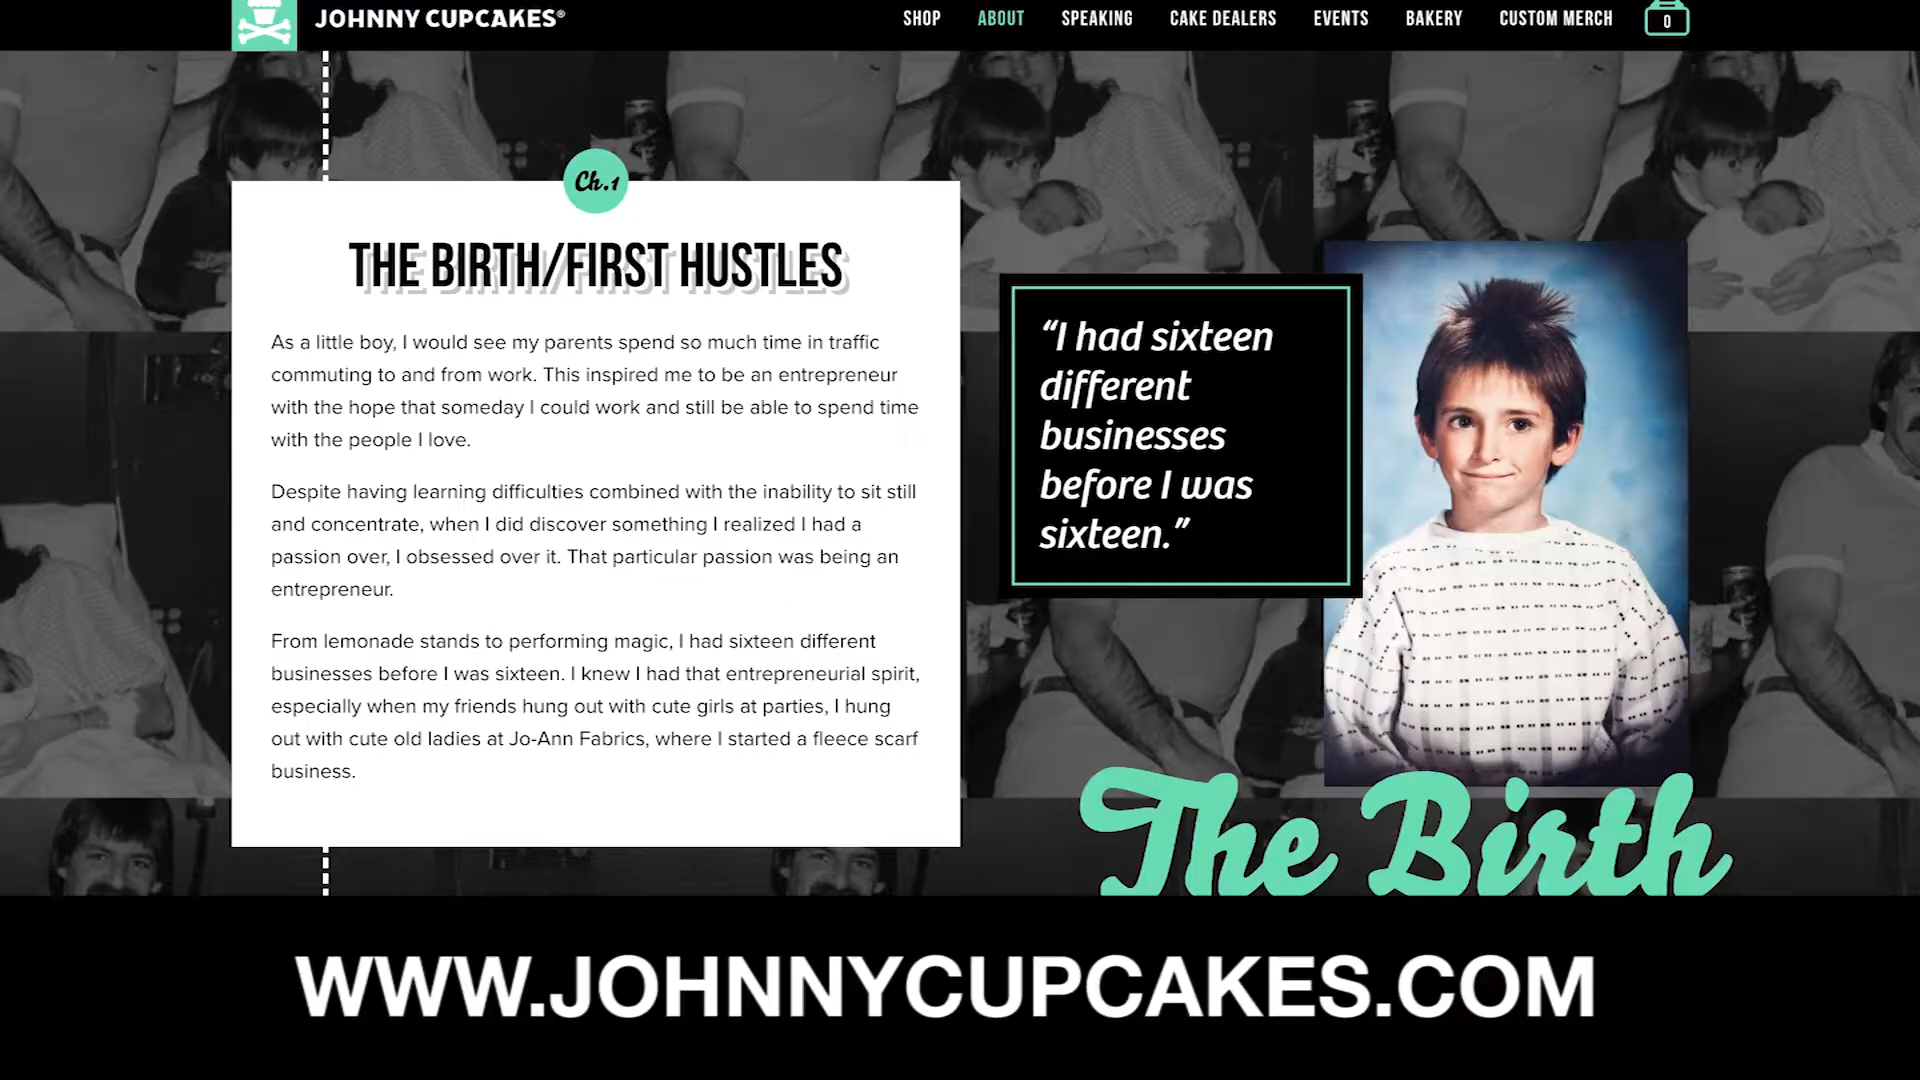 JOHNNY CUPCAKES®
SHOP
ABOUT
SPEAKING
CAKE DEALERS
EVENTS
BAKERY
CUSTOM MERCH
0
Ch.1
THE BIRTH/FIRST HUSTLES
As a little boy, I would see my parents spend so much time in traffic
commuting to and from work. This inspired me to be an entrepreneur
with the hope that someday I could work and still be able to spend time
with the people I love.
Despite having learning difficulties combined with the inability to sit still
and concentrate, when I did discover something I realized I had a
passion over, I obsessed over it. That particular passion was being an
entrepreneur.
From lemonade stands to performing magic, I had sixteen different
businesses before I was sixteen. I knew I had that entrepreneurial spirit,
especially when my friends hung out with cute girls at parties, I hung
out with cute old ladies at Jo-Ann Fabrics, where I started a fleece scarf
business.
“I had sixteen
different
businesses
before I was
sixteen.”
The Birth
WWW.JOHNNYCUPCAKES.COM